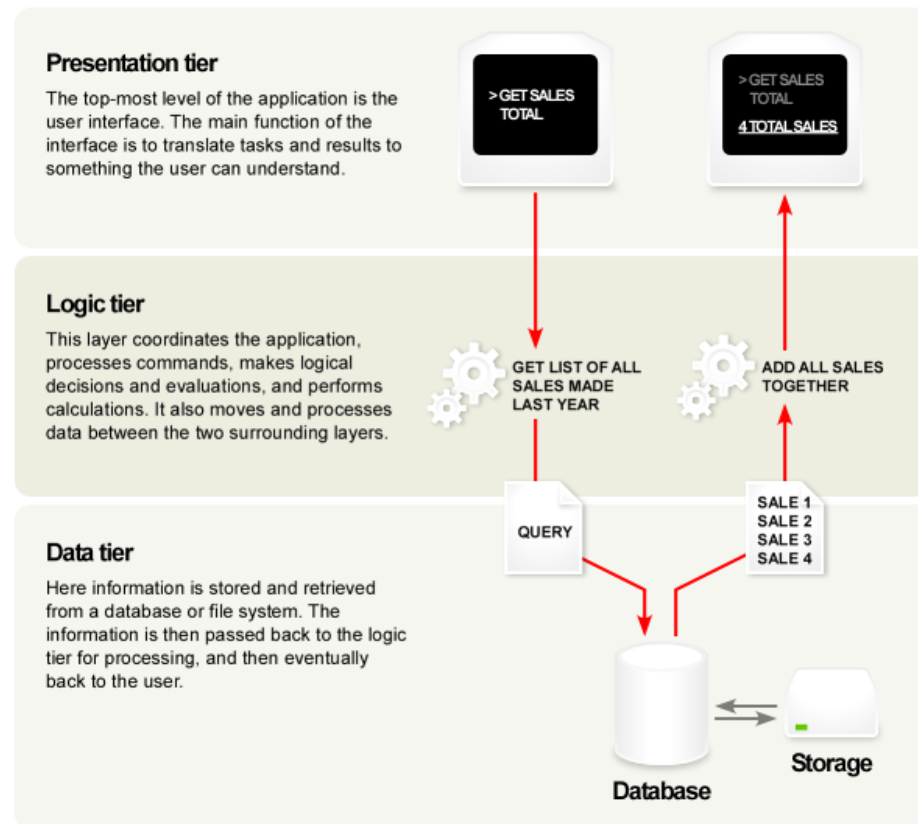 Presentation tier
The top-most level of the application is the
user interface. The main function of the
interface is to translate tasks and results to
something the user can understand.
>GET SALES
TOTAL
>GET SALES
TOTAL
4 TOTAL SALES
Logic tier
This layer coordinates the application,
processes commands, makes logical
decisions and evaluations, and performs
calculations. It also moves and processes
data between the two surrounding layers.
GET LIST OF ALL
SALES MADE
LAST YEAR
ADD ALL SALES
TOGETHER
Data tier
Here information is stored and retrieved
from a database or file system. The
information is then passed back to the logic
tier for processing, and then eventually
back to the user.
QUERY
SALE 1
SALE 2
SALE 3
SALE 4
Database
Storage